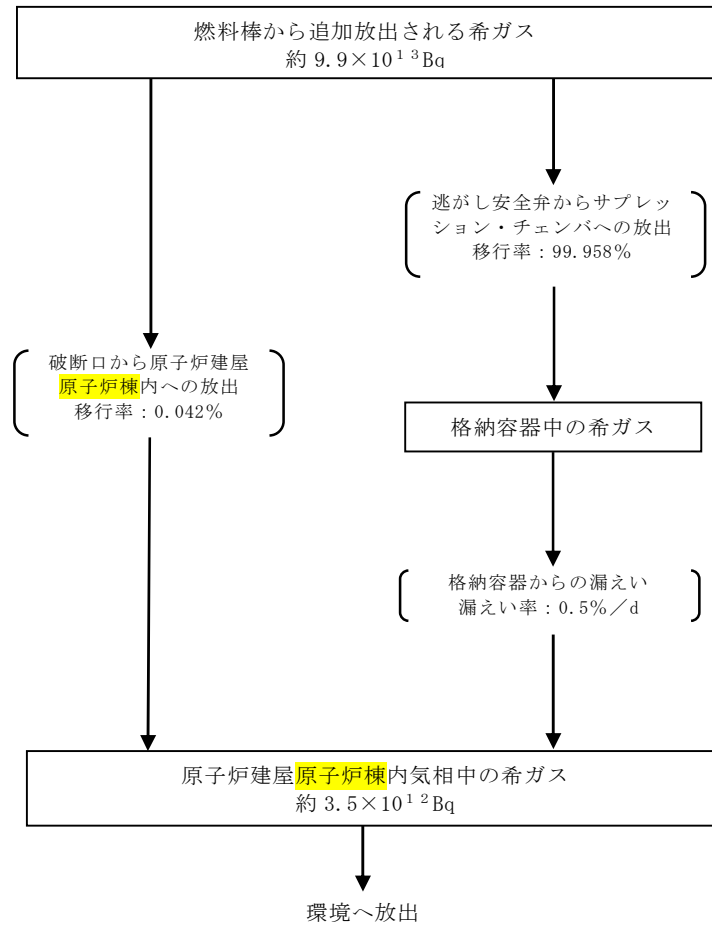 燃料棒から追加放出される希ガス
約 9.9×10¹³Bq
逃がし安全弁からサプレッ
ション・チェンバへの放出
移行率：99.958%
破断口から原子炉建屋
原子炉棟内への放出
移行率：0.042%
格納容器中の希ガス
格納容器からの漏えい
漏えい率：0.5%／d
原子炉建屋原子炉棟内気相中の希ガス
約 3.5×10¹²Bq
環境へ放出